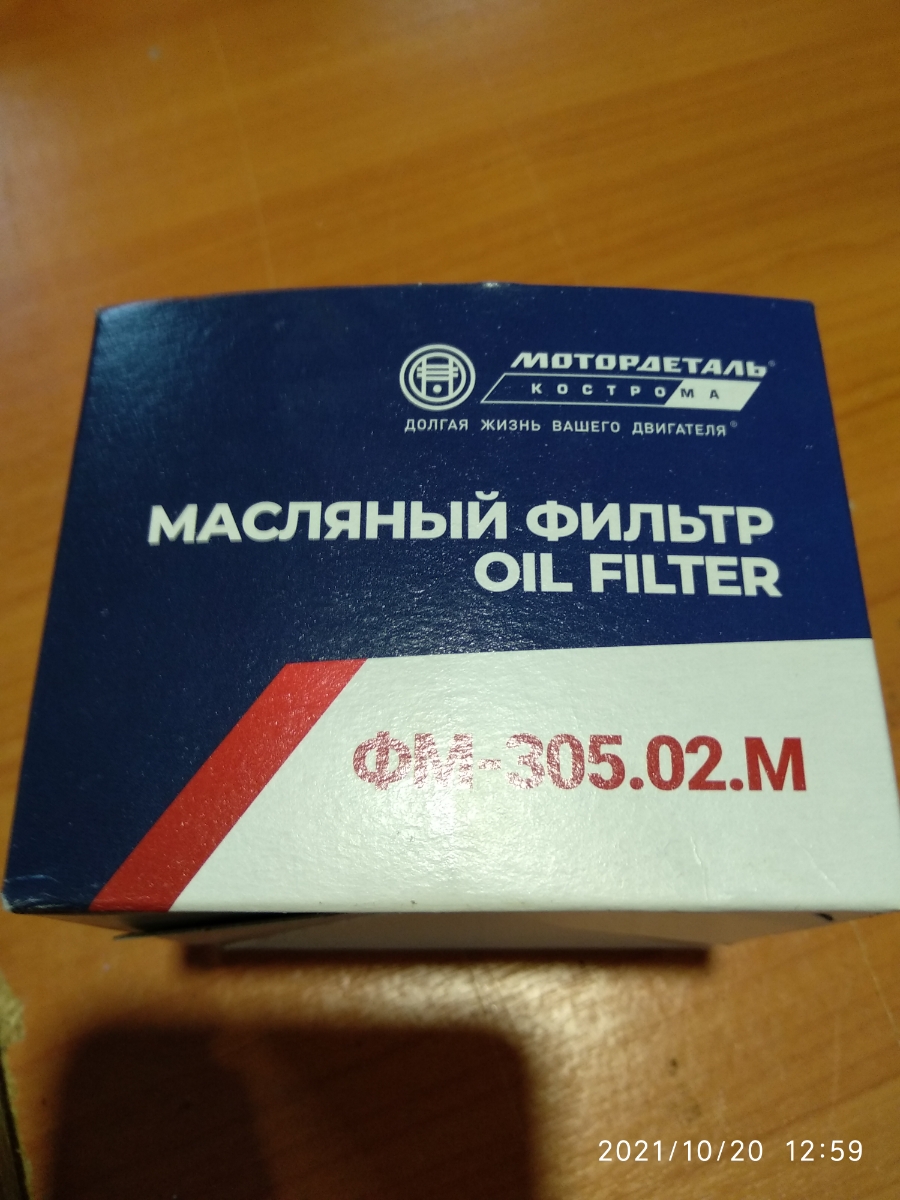 МОТОРДЕТАЛЬ®
КОСТРОМА
ДОЛГАЯ ЖИЗНЬ ВАШЕГО ДВИГАТЕЛЯ®
МАСЛЯНЫЙ ФИЛЬТР
OIL FILTER
ФМ-305.02.М
2021/10/20 12:59